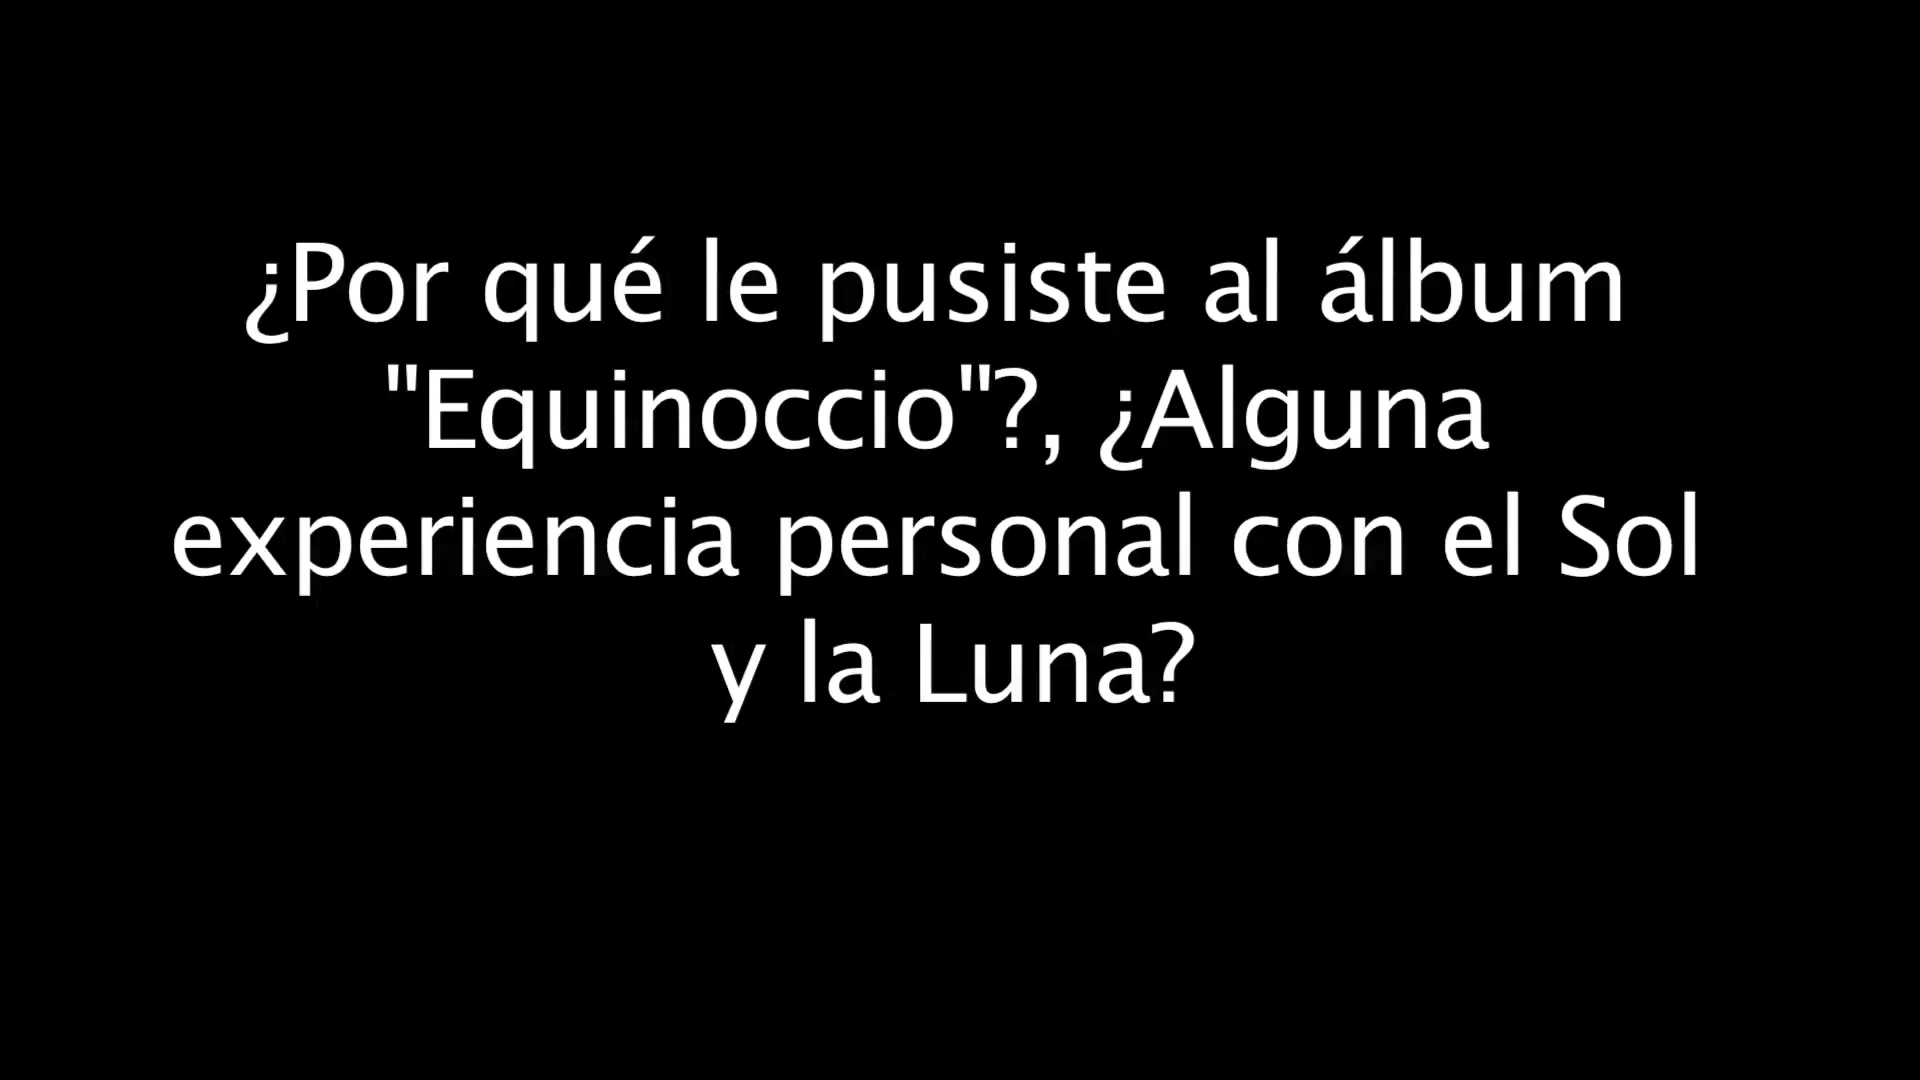 ¿Por qué le pusiste al álbum
"Equinoccio"?, ¿Alguna
experiencia personal con el Sol
y la Luna?